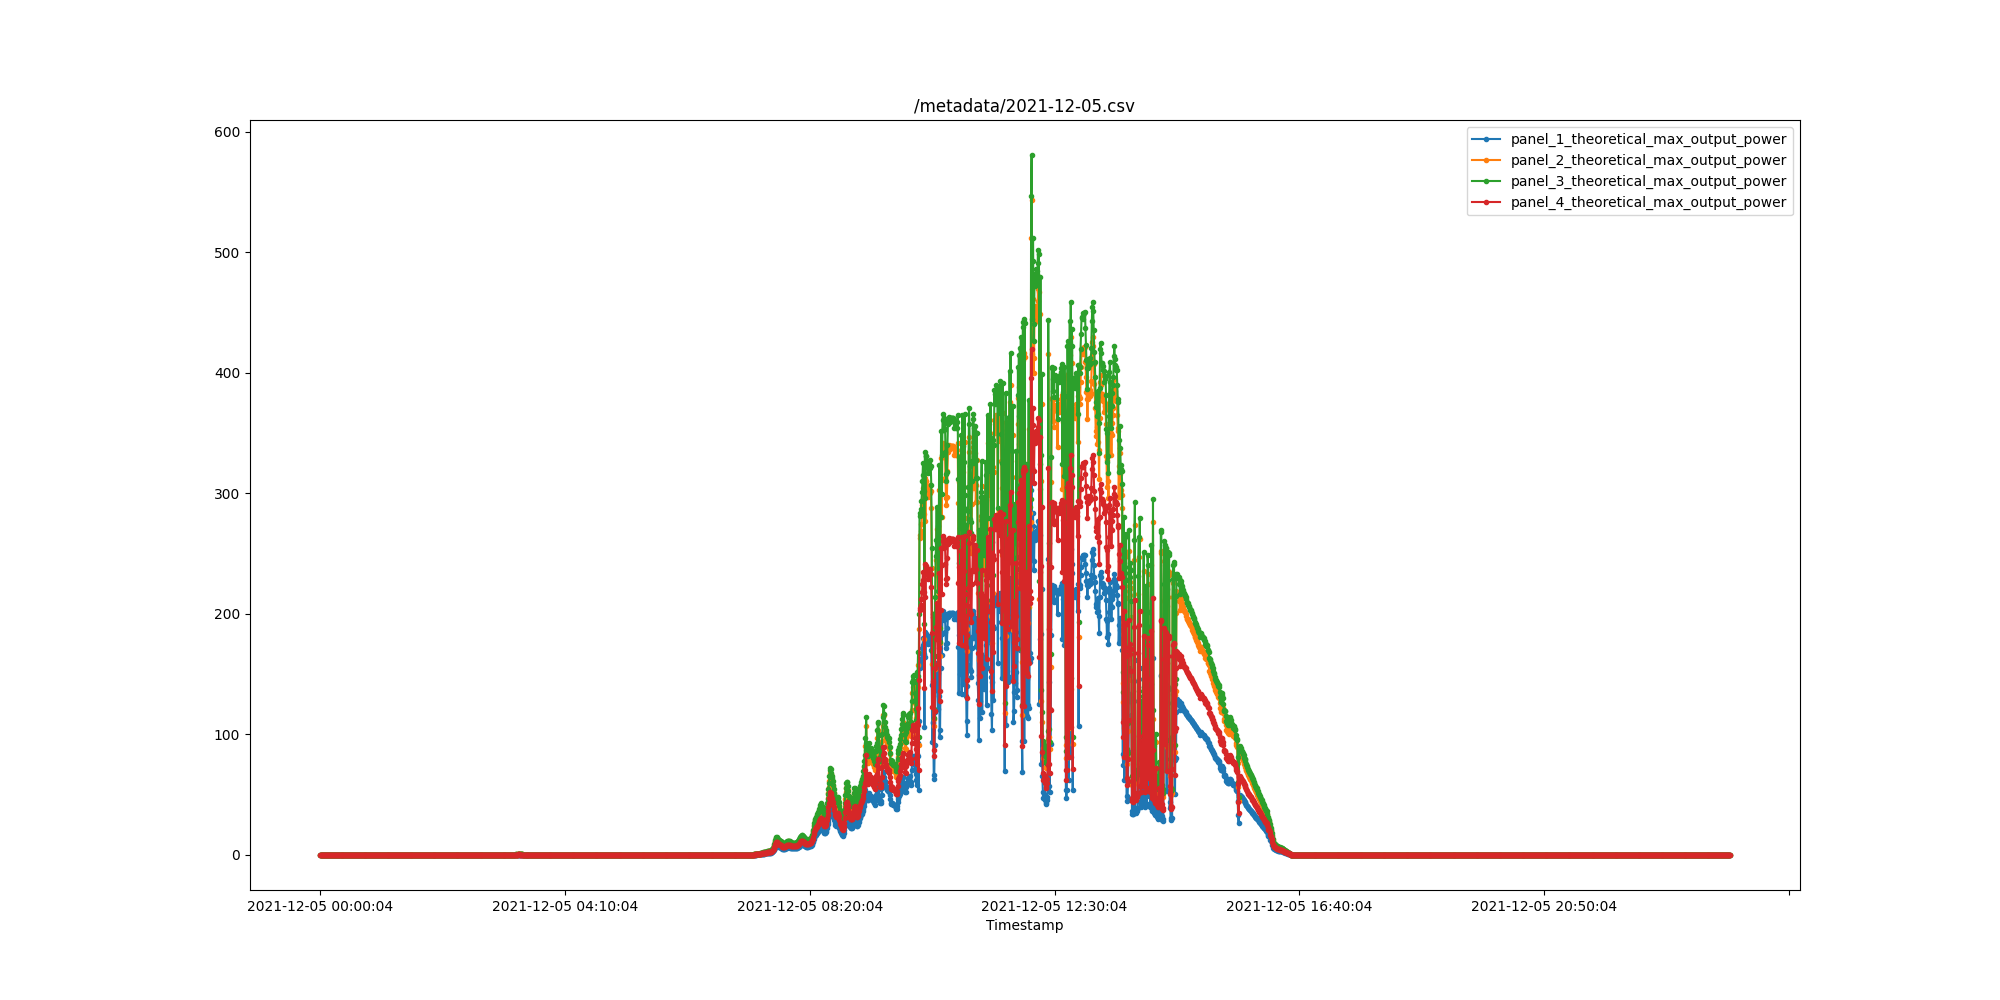 /metadata/2021-12-05.csv
600
500
400
300
200
100
0
panel_1_theoretical_max_output_power
panel_2_theoretical_max_output_power
panel_3_theoretical_max_output_power
panel_4_theoretical_max_output_power
2021-12-05 00:00:04
2021-12-05 04:10:04
2021-12-05 08:20:04
2021-12-05 12:30:04
2021-12-05 16:40:04
2021-12-05 20:50:04
Timestamp